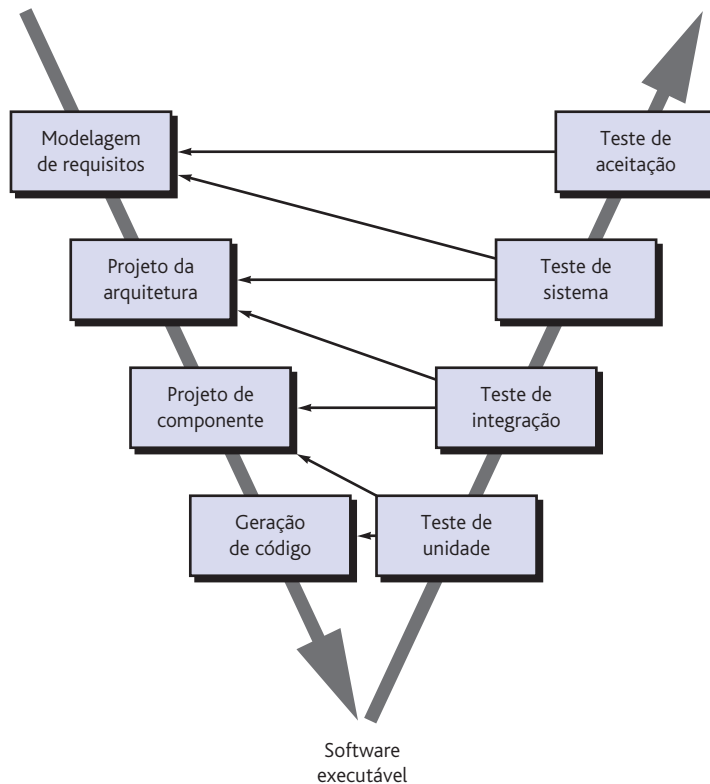 Modelagem
de requisitos
Teste de
aceitação
Projeto da
arquitetura
Teste de
sistema
Projeto de
componente
Teste de
integração
Geração
de código
Teste de
unidade
Software
executável